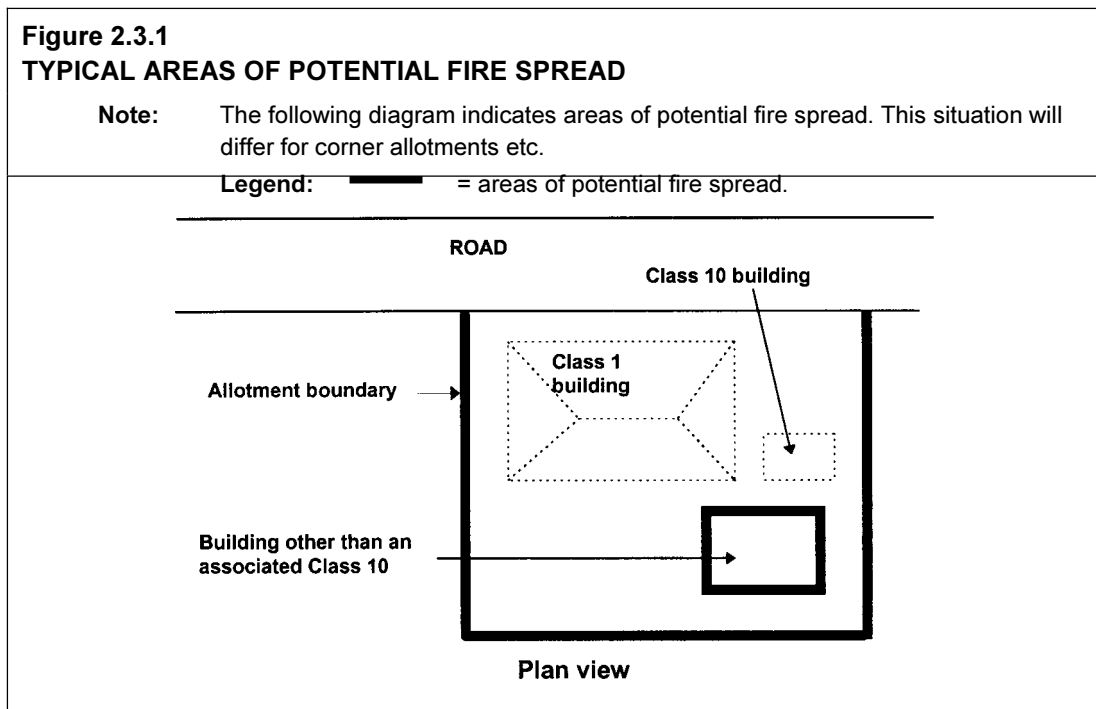 Figure 2.3.1
TYPICAL AREAS OF POTENTIAL FIRE SPREAD
Note: The following diagram indicates areas of potential fire spread. This situation will
differ for corner allotments etc.
Legend: = areas of potential fire spread.
ROAD
Class 10 building
Class 1
building
Allotment boundary
Building other than an
associated Class 10
Plan view